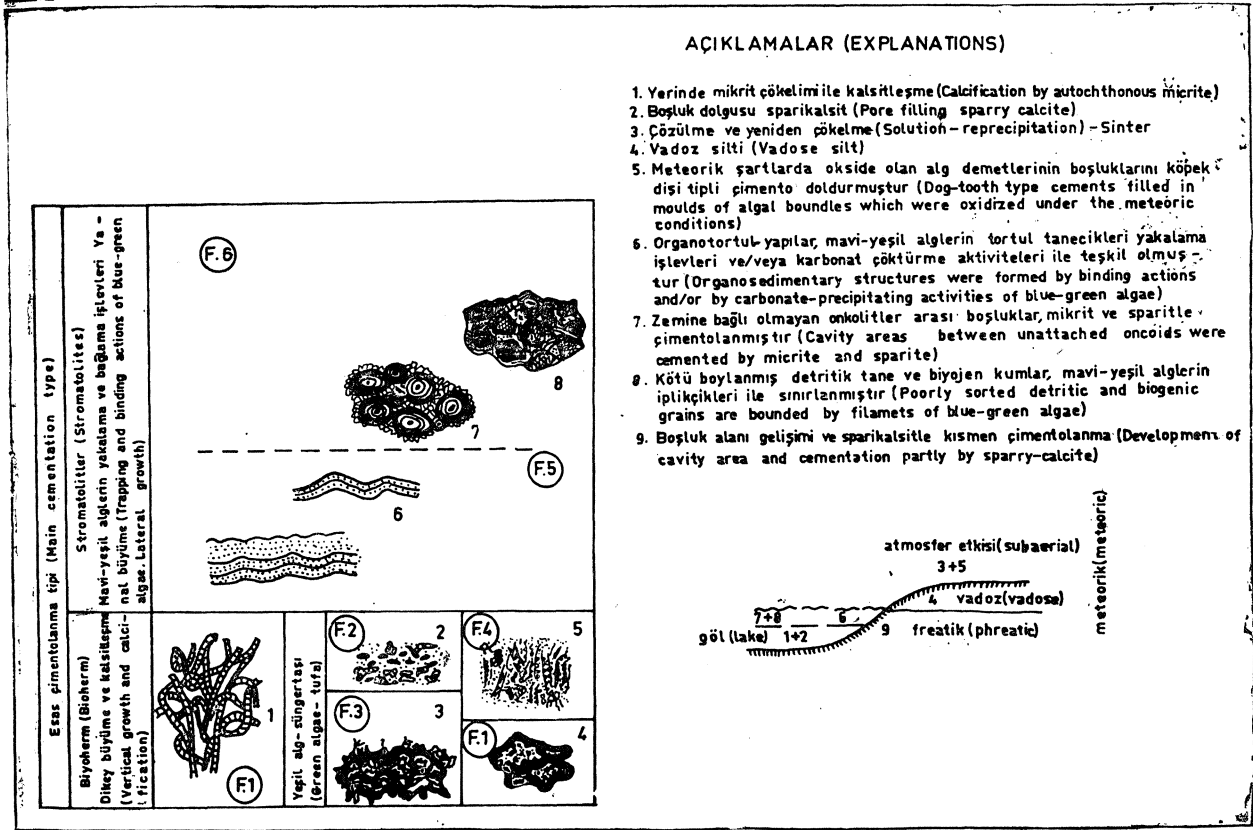 AÇIKLAMALAR (EXPLANATIONS)
1. Yerinde mikrit çökelimi ile kalsitleşme (Calcification by autochthonous micrite)
2. Boşluk dolgusu sparikalsit (Pore filling sparry calcite)
3. Çözülme ve yeniden çökelme (Solution - reprecipitation) - Sinter
4. Vadoz silti (Vadose silt)
5. Meteorik şartlarda okside olan alg demetlerinin boşluklarını köpek
dişi tipli çimento doldurmuştur (Dog-tooth type cements filled in
moulds of algal boundles which were oxidized under the meteoric
conditions)
6. Organotortul yapılar, mavi-yeşil alglerin tortul tanecikleri yakalama
işlevleri ve/veya karbonat çöktürme aktiviteleri ile teşkil olmuş -
tur (Organosedimentary structures were formed by binding actions
and/or by carbonate-precipitating activities of blue-green algae)
7. Zemine bağlı olmayan onkolitler arası boşluklar, mikrit ve sparitle
çimentolanmıştır (Cavity areas between unattached oncoids were
cemented by micrite and sparite)
8. Kötü boylanmış detritik tane ve biyojen kumlar, mavi-yeşil alglerin
iplikçikleri ile sınırlanmıştır (Poorly sorted detritic and biogenic
grains are bounded by filamets of blue-green algae)
9. Boşluk alanı gelişimi ve sparikalsitle kısmen çimentolanma (Development of
cavity area and cementation partly by sparry-calcite)
Esas çimentolanma tipi (Main cementation type)
Stromatolitler (Stromatolites)
Mavi-yeşil alglerin yakalama ve bağlama işlevleri Ya -
nal büyüme (Trapping and binding actions of blue-green
algae. Lateral growth)
F.6
8
7
F.5
6
Biyoherm (Bioherm)
Dikey büyüme ve kalsitleşme
(Vertical growth and calci-
fication)
1
F.1
Yeşil alg - süngertaşı
(Green algae - tufa)
F.2
2
F.3
3
F.4
5
F.1
4
atmosfer etkisi (subaerial)
3+5
4 vadoz (vadose)
7+8
6
göl (lake) 1+2
9 freatik (phreatic)
meteorik (meteoric)